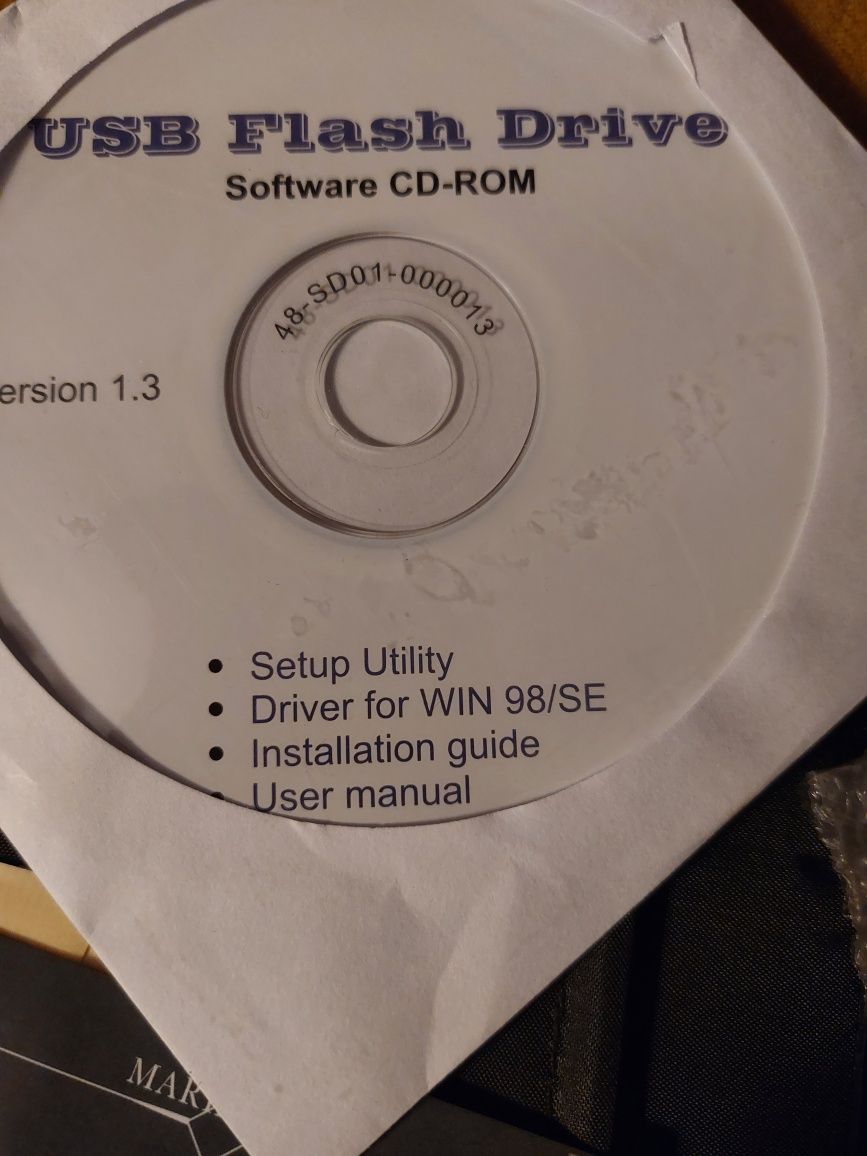 USB Flash Drive
Software CD-ROM
48-SD01-000013
ersion 1.3
• Setup Utility
• Driver for WIN 98/SE
• Installation guide
• User manual